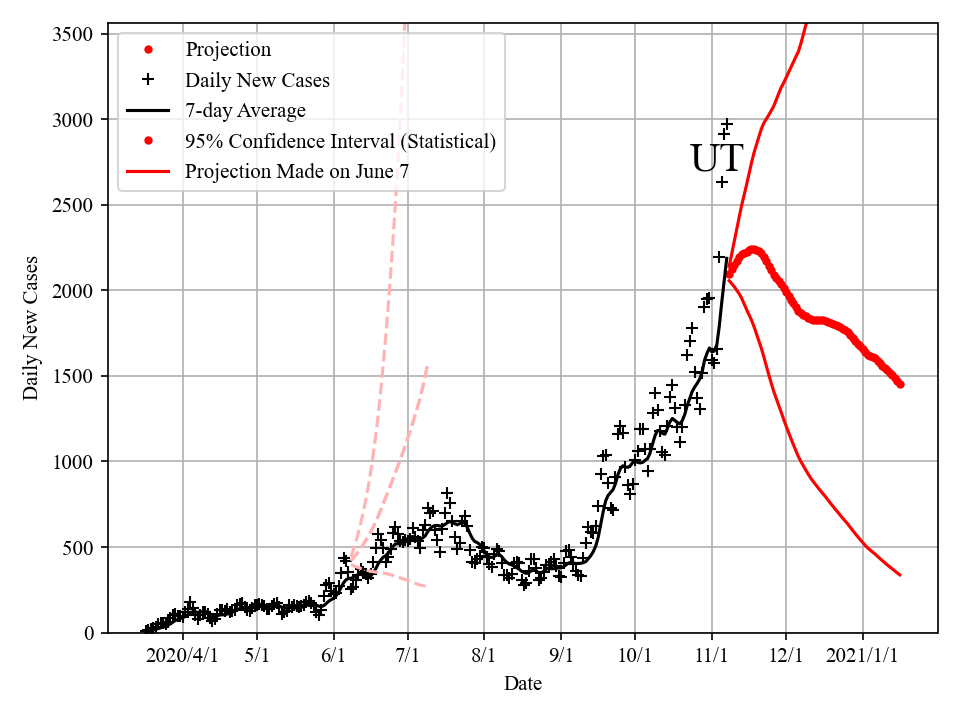 3500
3000
2500
2000
1500
1000
500
0
Daily New Cases
Projection
Daily New Cases
7-day Average
95% Confidence Interval (Statistical)
Projection Made on June 7
UT
2020/4/1 5/1 6/1 7/1 8/1 9/1 10/1 11/1 12/1 2021/1/1
Date